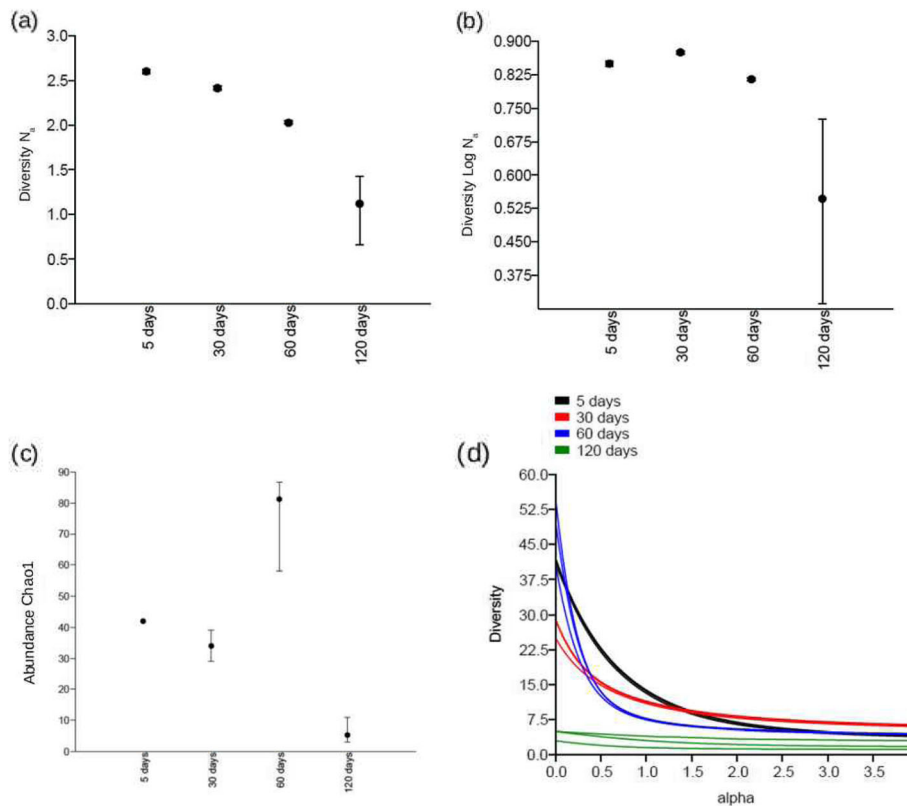 (a)
3.0
2.5
2.0
1.5
1.0
0.5
0.0
Diversity Na
5 days
30 days
60 days
120 days
(b)
0.900
0.825
0.750
0.675
0.600
0.525
0.450
0.375
Diversity Log Na
5 days
30 days
60 days
120 days
(c)
90
80
70
60
50
40
30
20
10
0
Abundance Chao1
5 days
30 days
60 days
120 days
5 days
30 days
60 days
120 days
(d)
60.0
52.5
45.0
37.5
30.0
22.5
15.0
7.5
0.0
Diversity
0.0 0.5 1.0 1.5 2.0 2.5 3.0 3.5
alpha